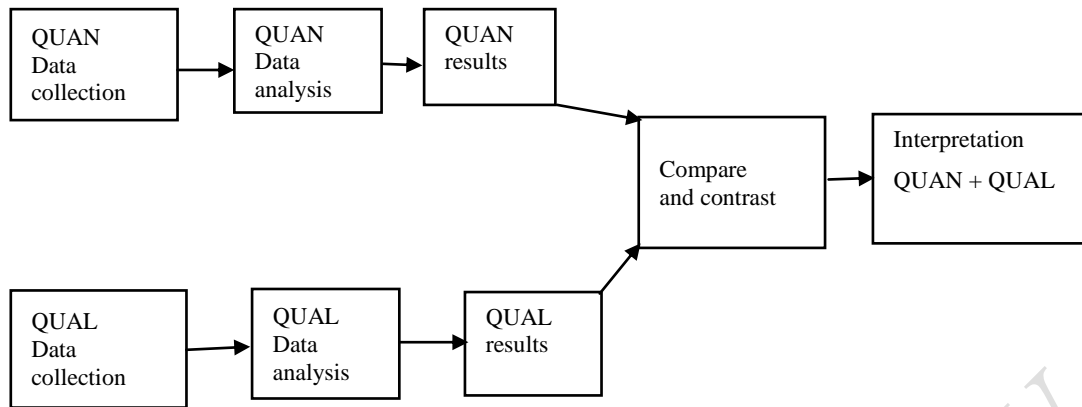 QUAN
Data
collection
QUAN
Data
analysis
QUAN
results
Compare
and contrast
Interpretation
QUAN + QUAL
QUAL
Data
collection
QUAL
Data
analysis
QUAL
results